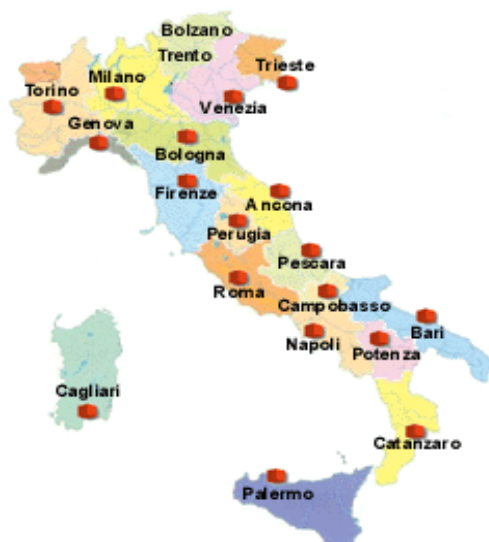 Bolzano
Trento
Trieste
Milano
Torino
Venezia
Genova
Bologna
Firenze
Ancona
Perugia
Pescara
Roma
Campobasso
Bari
Napoli
Potenza
Cagliari
Catanzaro
Palermo